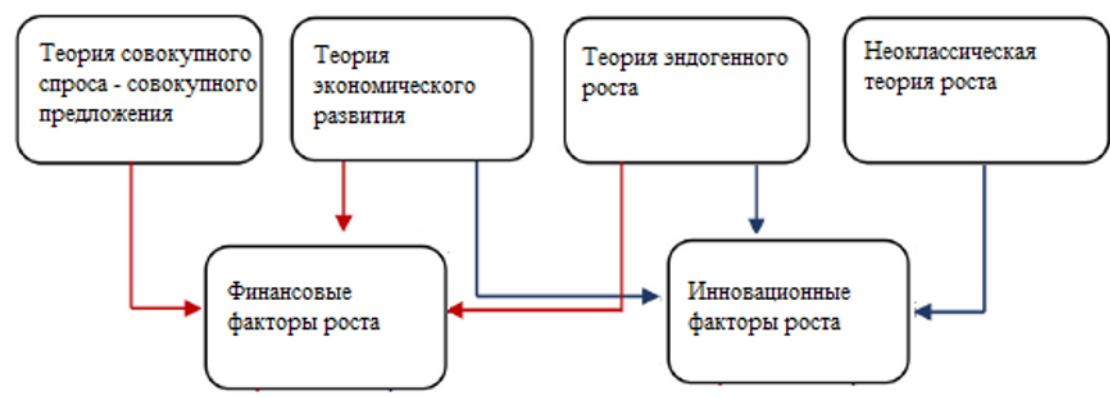 Теория совокупного
спроса - совокупного
предложения
Теория
экономического
развития
Теория эндогенного
роста
Неоклассическая
теория роста
Финансовые
факторы роста
Инновационные
факторы роста